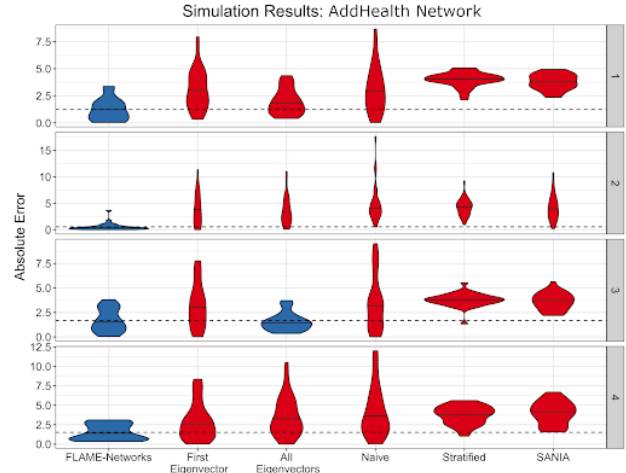 Simulation Results: AddHealth Network
Absolute Error
7.5
5.0
2.5
0.0
1
15
10
5
0
2
7.5
5.0
2.5
0.0
3
12.5
10.0
7.5
5.0
2.5
0.0
4
FLAME-Networks
First
Eigenvector
All
Eigenvectors
Naive
Stratified
SANIA